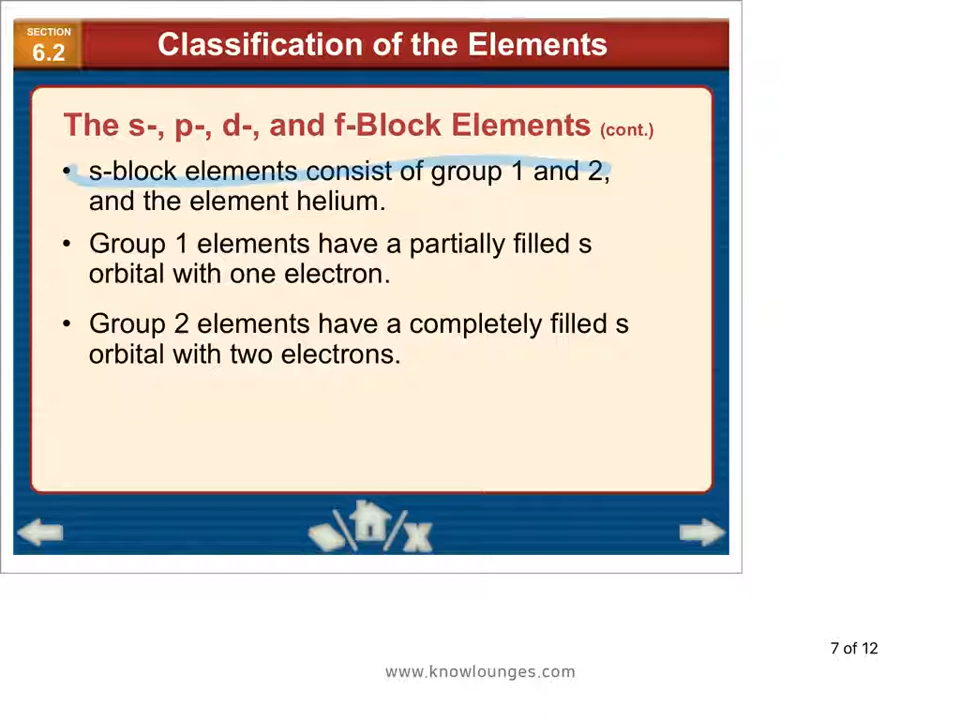 SECTION
6.2
Classification of the Elements
The s-, p-, d-, and f-Block Elements (cont.)
• s-block elements consist of group 1 and 2,
and the element helium.
• Group 1 elements have a partially filled s
orbital with one electron.
• Group 2 elements have a completely filled s
orbital with two electrons.
X
7 of 12
www.knowlounges.com